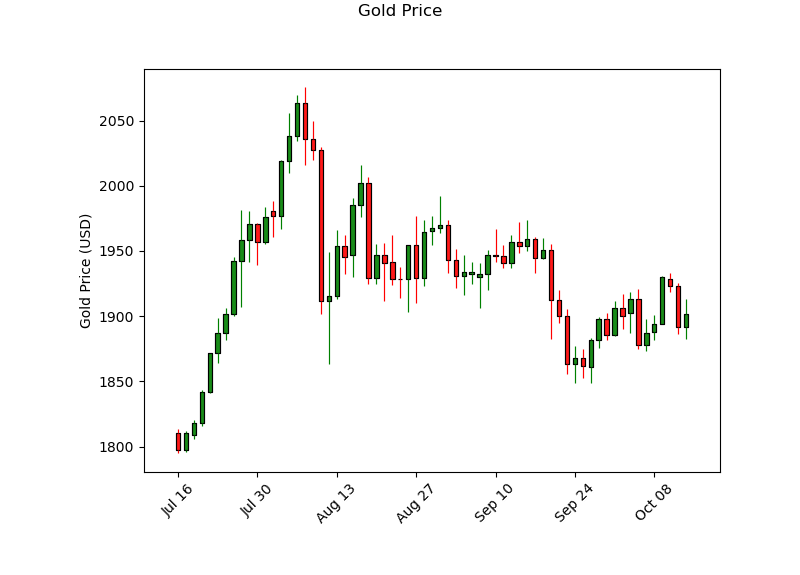 Gold Price
Gold Price (USD)
2050
2000
1950
1900
1850
1800
Jul 16
Jul 30
Aug 13
Aug 27
Sep 10
Sep 24
Oct 08